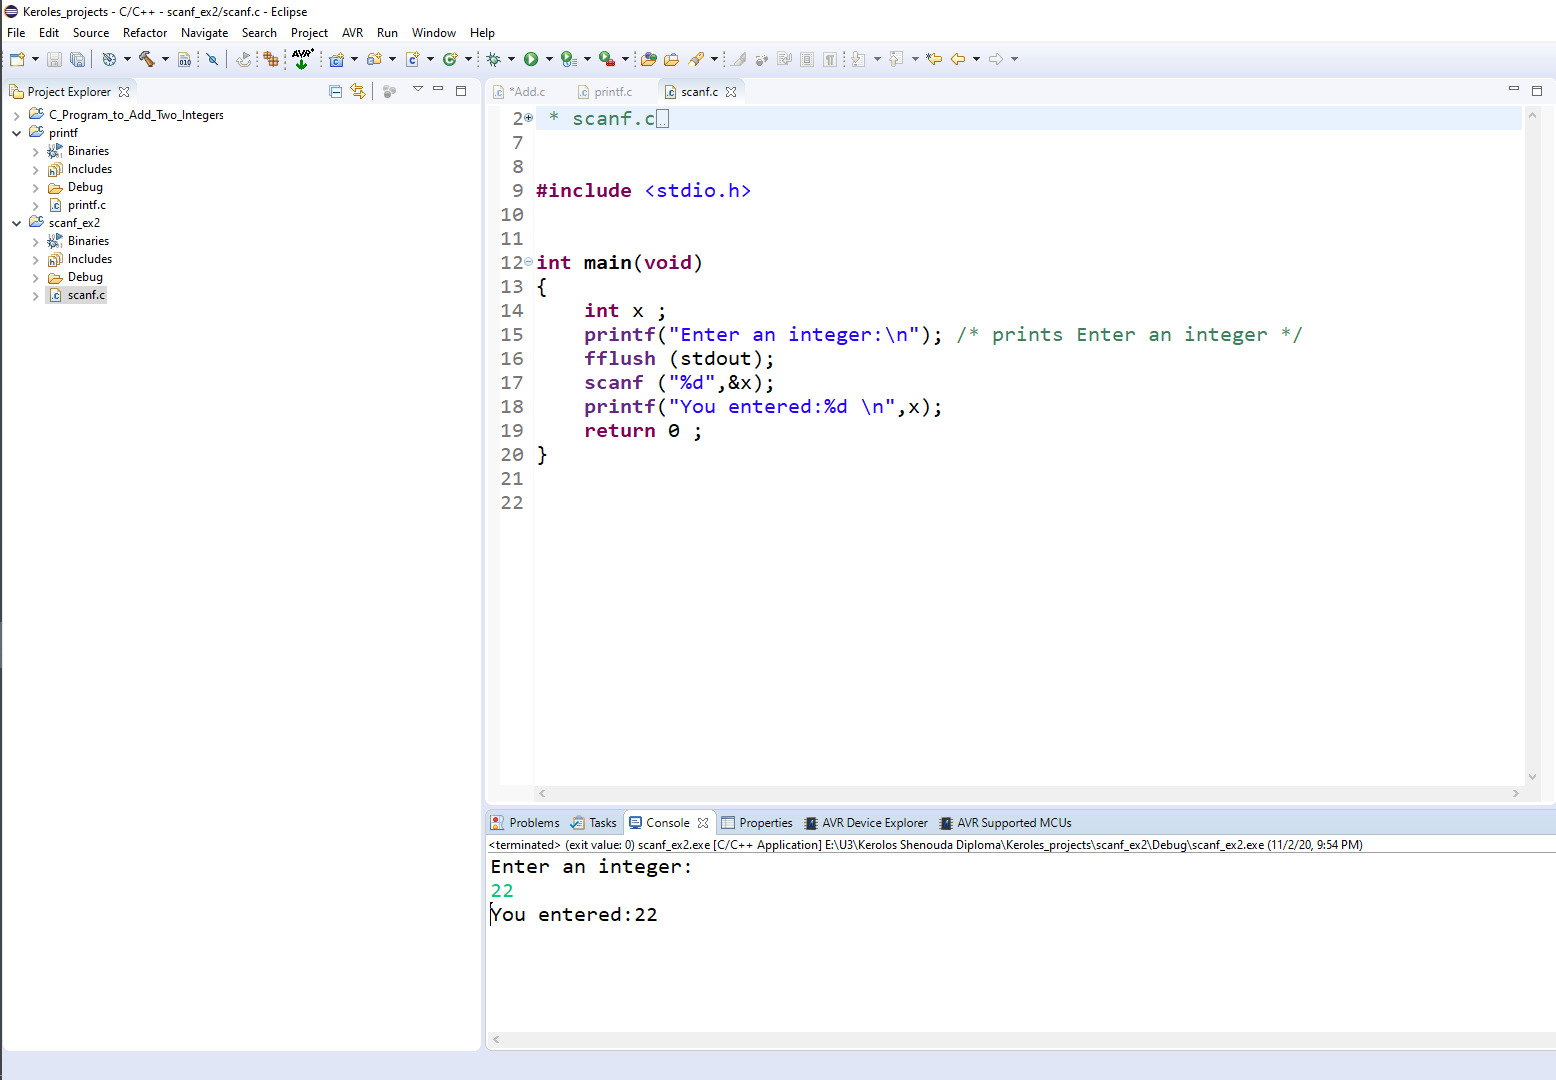 Keroles_projects - C/C++ - scanf_ex2/scanf.c - Eclipse
File Edit Source Refactor Navigate Search Project AVR Run Window Help
Project Explorer
C_Program_to_Add_Two_Integers
printf
Binaries
Includes
Debug
printf.c
scanf_ex2
Binaries
Includes
Debug
scanf.c
*Add.c printf.c scanf.c
2 * scanf.c
7
8
9 #include <stdio.h>
10
11
12 int main(void)
13 {
14 int x ;
15 printf("Enter an integer:\n"); /* prints Enter an integer */
16 fflush (stdout);
17 scanf ("%d",&x);
18 printf("You entered:%d \n",x);
19 return 0 ;
20 }
21
22
Problems Tasks Console Properties AVR Device Explorer AVR Supported MCUs
<terminated> (exit value: 0) scanf_ex2.exe [C/C++ Application] E:\U3\Kerolos Shenouda Diploma\Keroles_projects\scanf_ex2\Debug\scanf_ex2.exe (11/2/20, 9:54 PM)
Enter an integer:
22
You entered:22